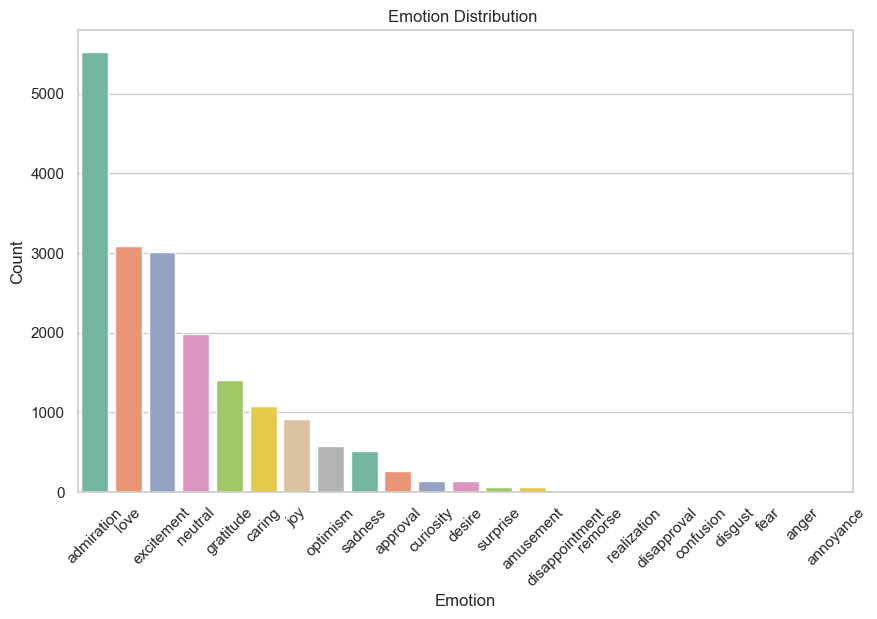 Emotion Distribution
Count
5000
4000
3000
2000
1000
0
admiration
love
excitement
neutral
gratitude
caring
joy
optimism
sadness
approval
curiosity
desire
surprise
amusement
disappointment
remorse
realization
disapproval
confusion
disgust
fear
anger
annoyance
Emotion